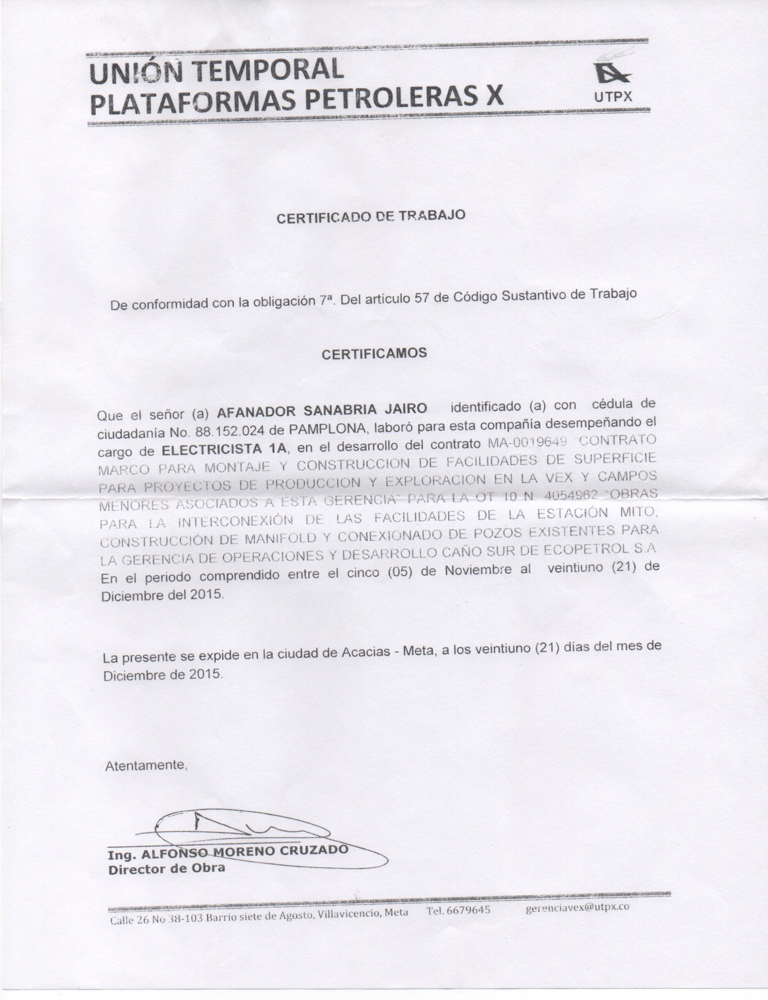 UNIÓN TEMPORAL
PLATAFORMAS PETROLERAS X
UTPX
CERTIFICADO DE TRABAJO
De conformidad con la obligación 7ª. Del artículo 57 de Código Sustantivo de Trabajo
CERTIFICAMOS
Que el señor (a) AFANADOR SANABRIA JAIRO identificado (a) con cédula de
ciudadanía No. 88.152.024 de PAMPLONA, laboró para esta compañía desempeñando el
cargo de ELECTRICISTA 1A, en el desarrollo del contrato MA-0019649 "CONTRATO
MARCO PARA MONTAJE Y CONSTRUCCION DE FACILIDADES DE SUPERFICIE
PARA PROYECTOS DE PRODUCCION Y EXPLORACION EN LA VEX Y CAMPOS
MENORES ASOCIADOS A ESTA GERENCIA" PARA LA OT 10 N. 4054962 "OBRAS
PARA LA INTERCONEXIÓN DE LAS FACILIDADES DE LA ESTACIÓN MITO,
CONSTRUCCIÓN DE MANIFOLD Y CONEXIONADO DE POZOS EXISTENTES PARA
LA GERENCIA DE OPERACIONES Y DESARROLLO CAÑO SUR DE ECOPETROL S.A.
En el periodo comprendido entre el cinco (05) de Noviembre al veintiuno (21) de
Diciembre del 2015.
La presente se expide en la ciudad de Acacias - Meta, a los veintiuno (21) días del mes de
Diciembre de 2015.
Atentamente,
Ing. ALFONSO MORENO CRUZADO
Director de Obra
Calle 26 No 38-103 Barrio siete de Agosto, Villavicencio, Meta Tel. 6679645 gerenciavex@utpx.co